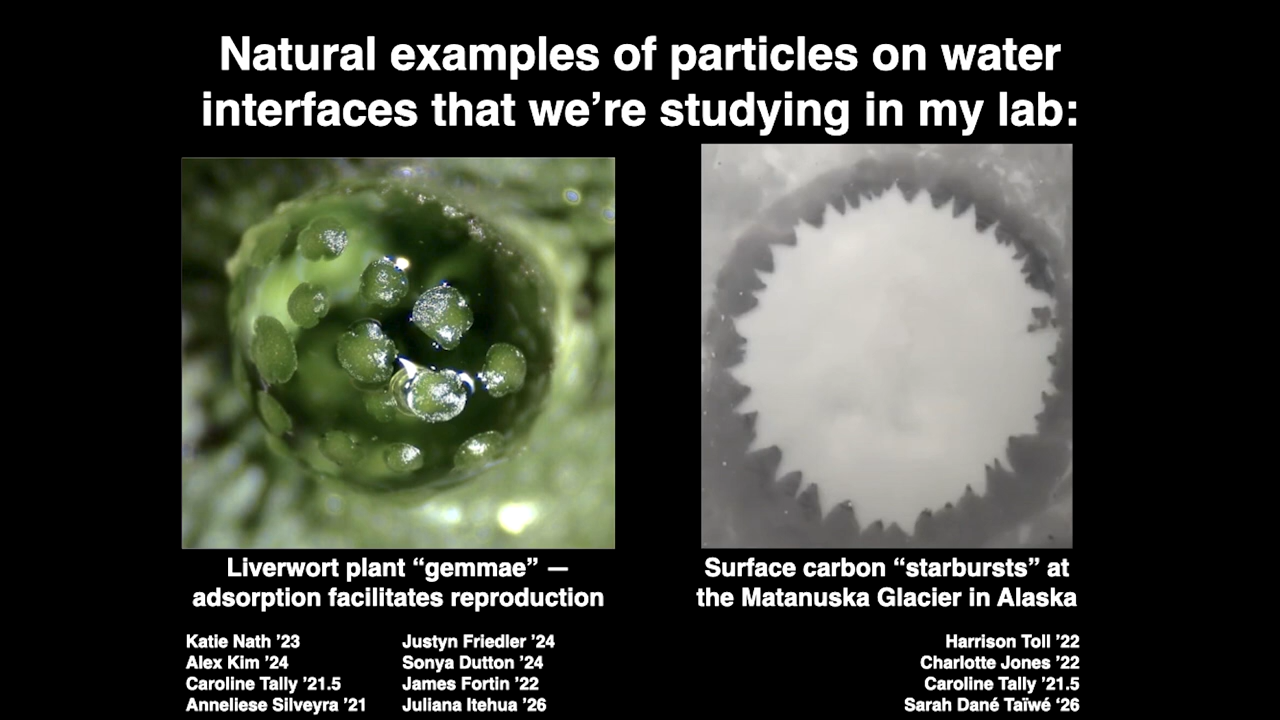 Natural examples of particles on water
interfaces that we’re studying in my lab:
Liverwort plant “gemmae” —
adsorption facilitates reproduction
Katie Nath ’23
Alex Kim ’24
Caroline Tally ’21.5
Anneliese Silveyra ’21
Justyn Friedler ’24
Sonya Dutton ’24
James Fortin ’22
Juliana Itehua ’26
Surface carbon “starbursts” at
the Matanuska Glacier in Alaska
Harrison Toll ’22
Charlotte Jones ’22
Caroline Tally ’21.5
Sarah Dané Taïwé ‘26